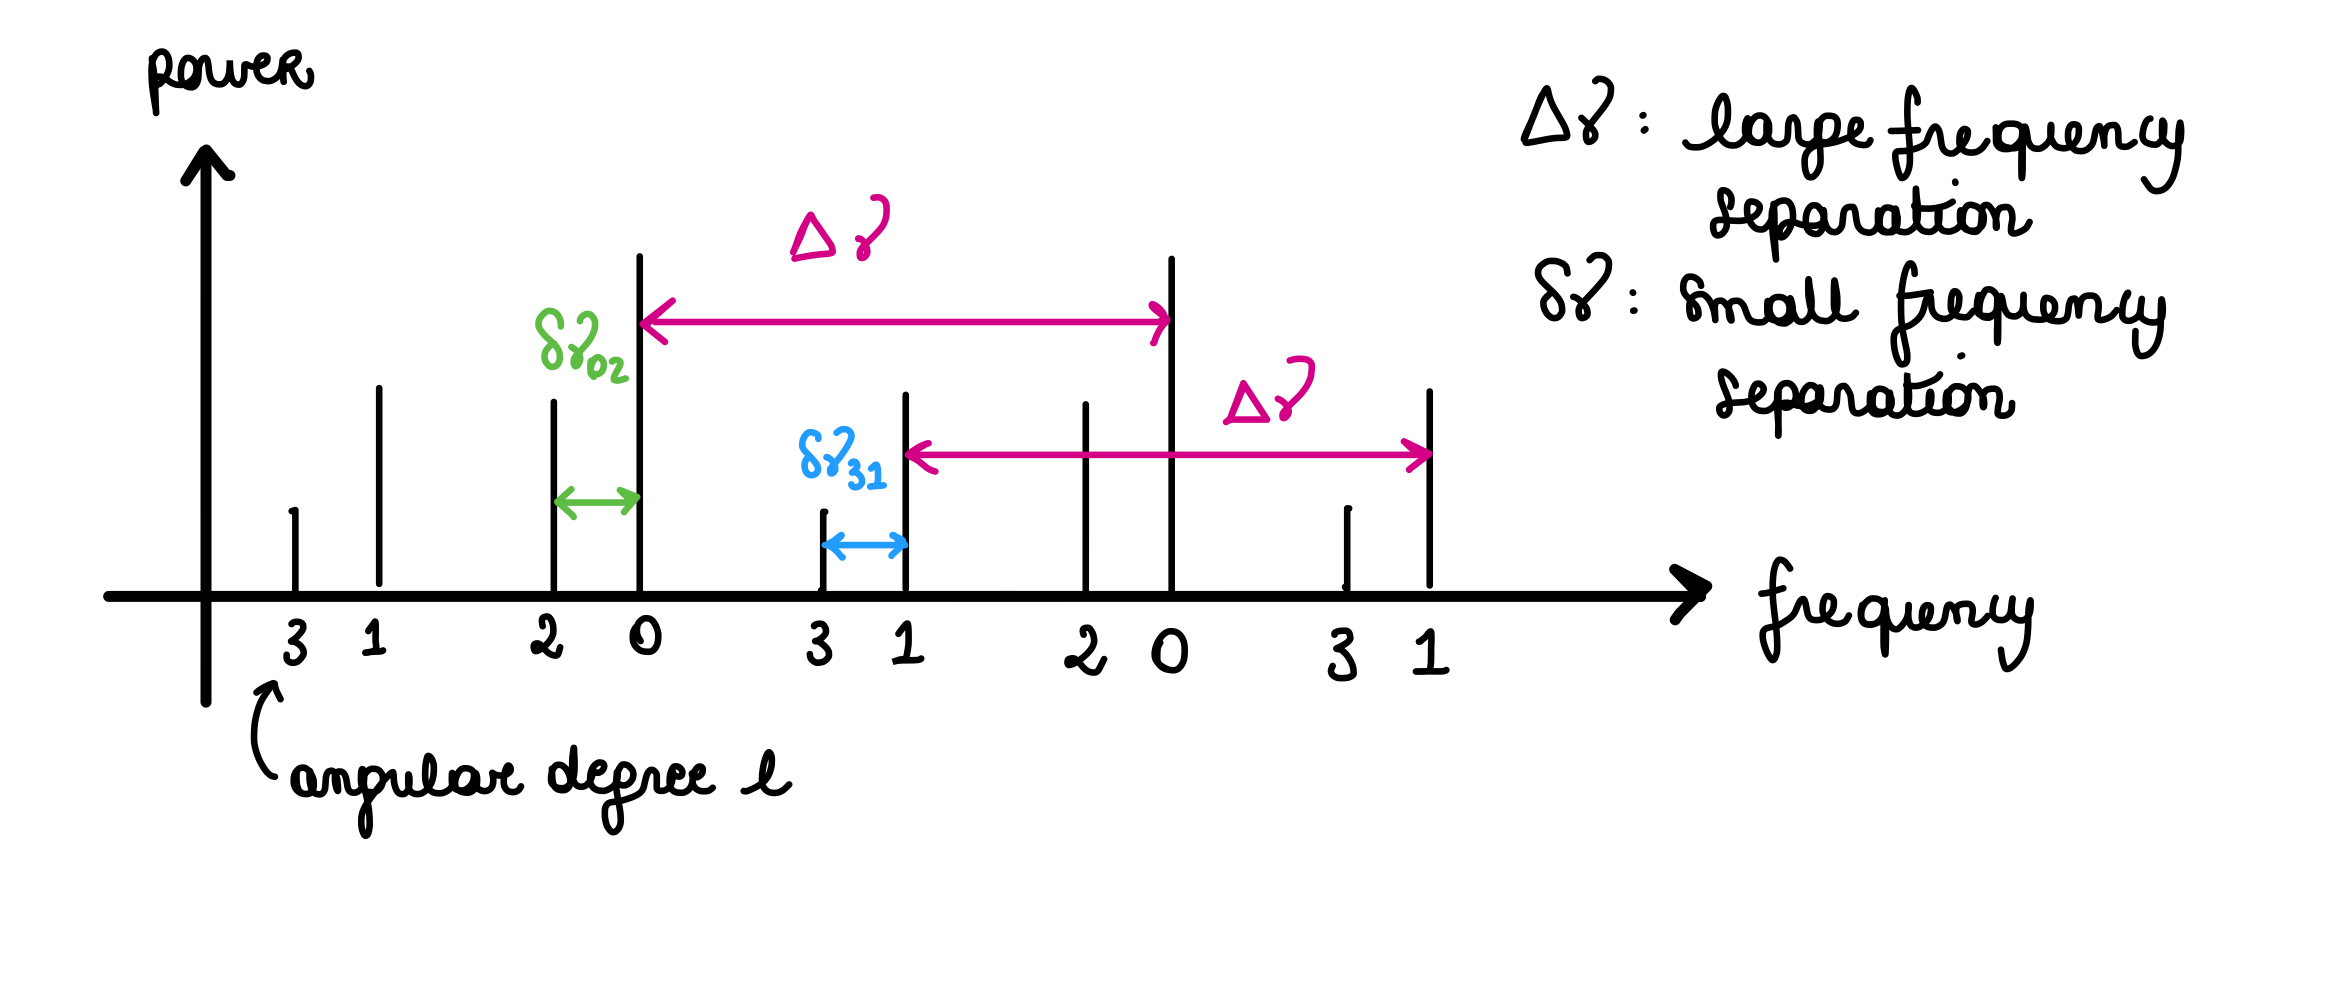 power
Δν : large frequency
separation
δν : small frequency
separation
Δν
δν02
Δν
δν31
3 1 2 0 3 1 2 0 3 1
frequency
angular degree l